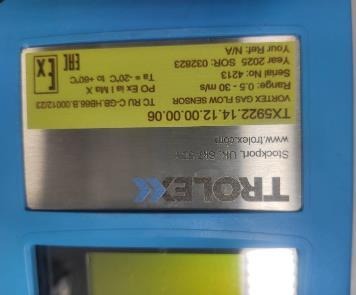 TROLEX
Stockport, UK, SK7 5BY
www.trolex.com
TX5922.14.12.00.00.06
VORTEX GAS FLOW SENSOR
Range: 0.5 - 30 m/s
Serial No: 4213
Year 2025 SOR: 032823
Your Ref: N/A
TC RU C-GB.HB66.B.00012/23
PO Ex ia I Ma X
Ta = -20°C to +60°C
EAC
Ex